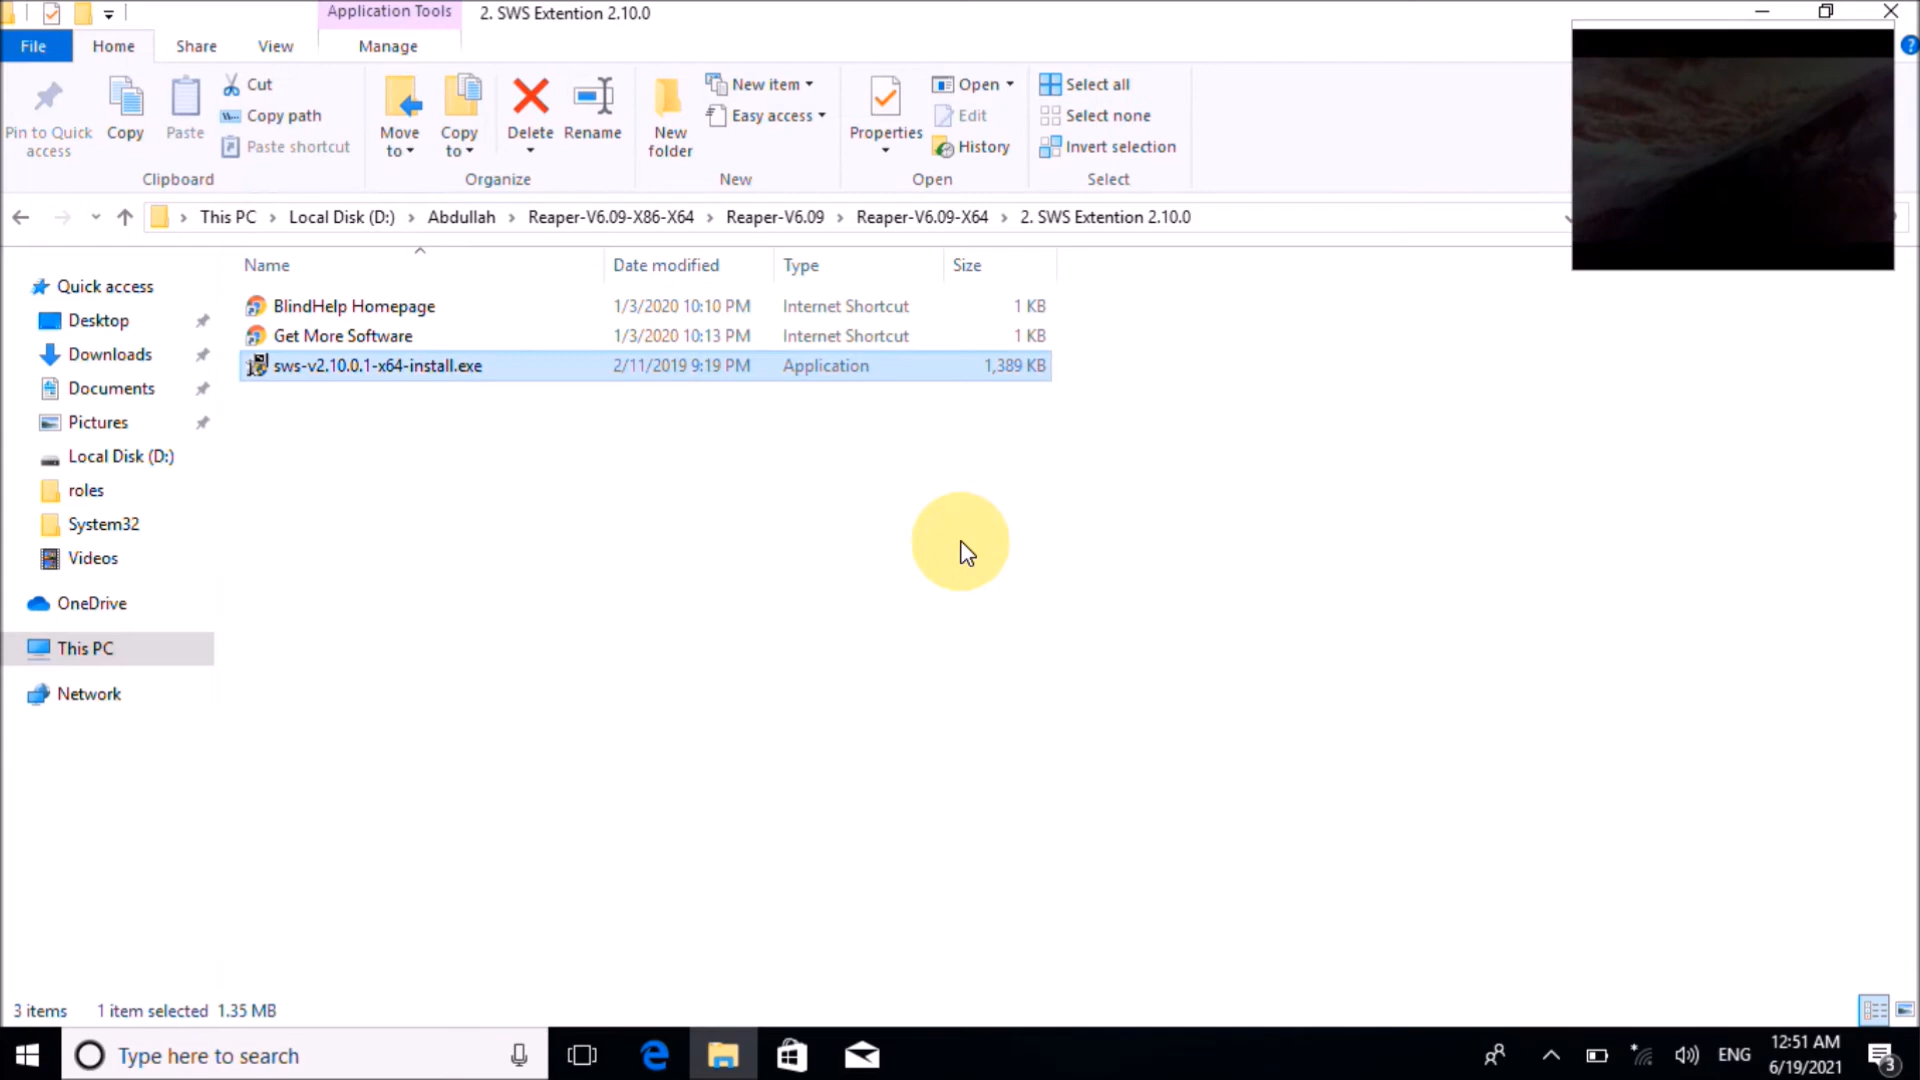 Application Tools
2. SWS Extention 2.10.0
File
Home
Share
View
Manage
Pin to Quick
access
Copy
Paste
Cut
Copy path
Paste shortcut
Clipboard
Move
to
Copy
to
Delete
Rename
Organize
New
folder
New item
Easy access
New
Properties
Open
Edit
History
Open
Select all
Select none
Invert selection
Select
This PC > Local Disk (D:) > Abdullah > Reaper-V6.09-X86-X64 > Reaper-V6.09 > Reaper-V6.09-X64 > 2. SWS Extention 2.10.0
Name
Date modified
Type
Size
BlindHelp Homepage 1/3/2020 10:10 PM Internet Shortcut 1 KB
Get More Software 1/3/2020 10:13 PM Internet Shortcut 1 KB
sws-v2.10.0.1-x64-install.exe 2/11/2019 9:19 PM Application 1,389 KB
Quick access
Desktop
Downloads
Documents
Pictures
Local Disk (D:)
roles
System32
Videos
OneDrive
This PC
Network
3 items 1 item selected 1.35 MB
Type here to search
ENG
12:51 AM
6/19/2021
3